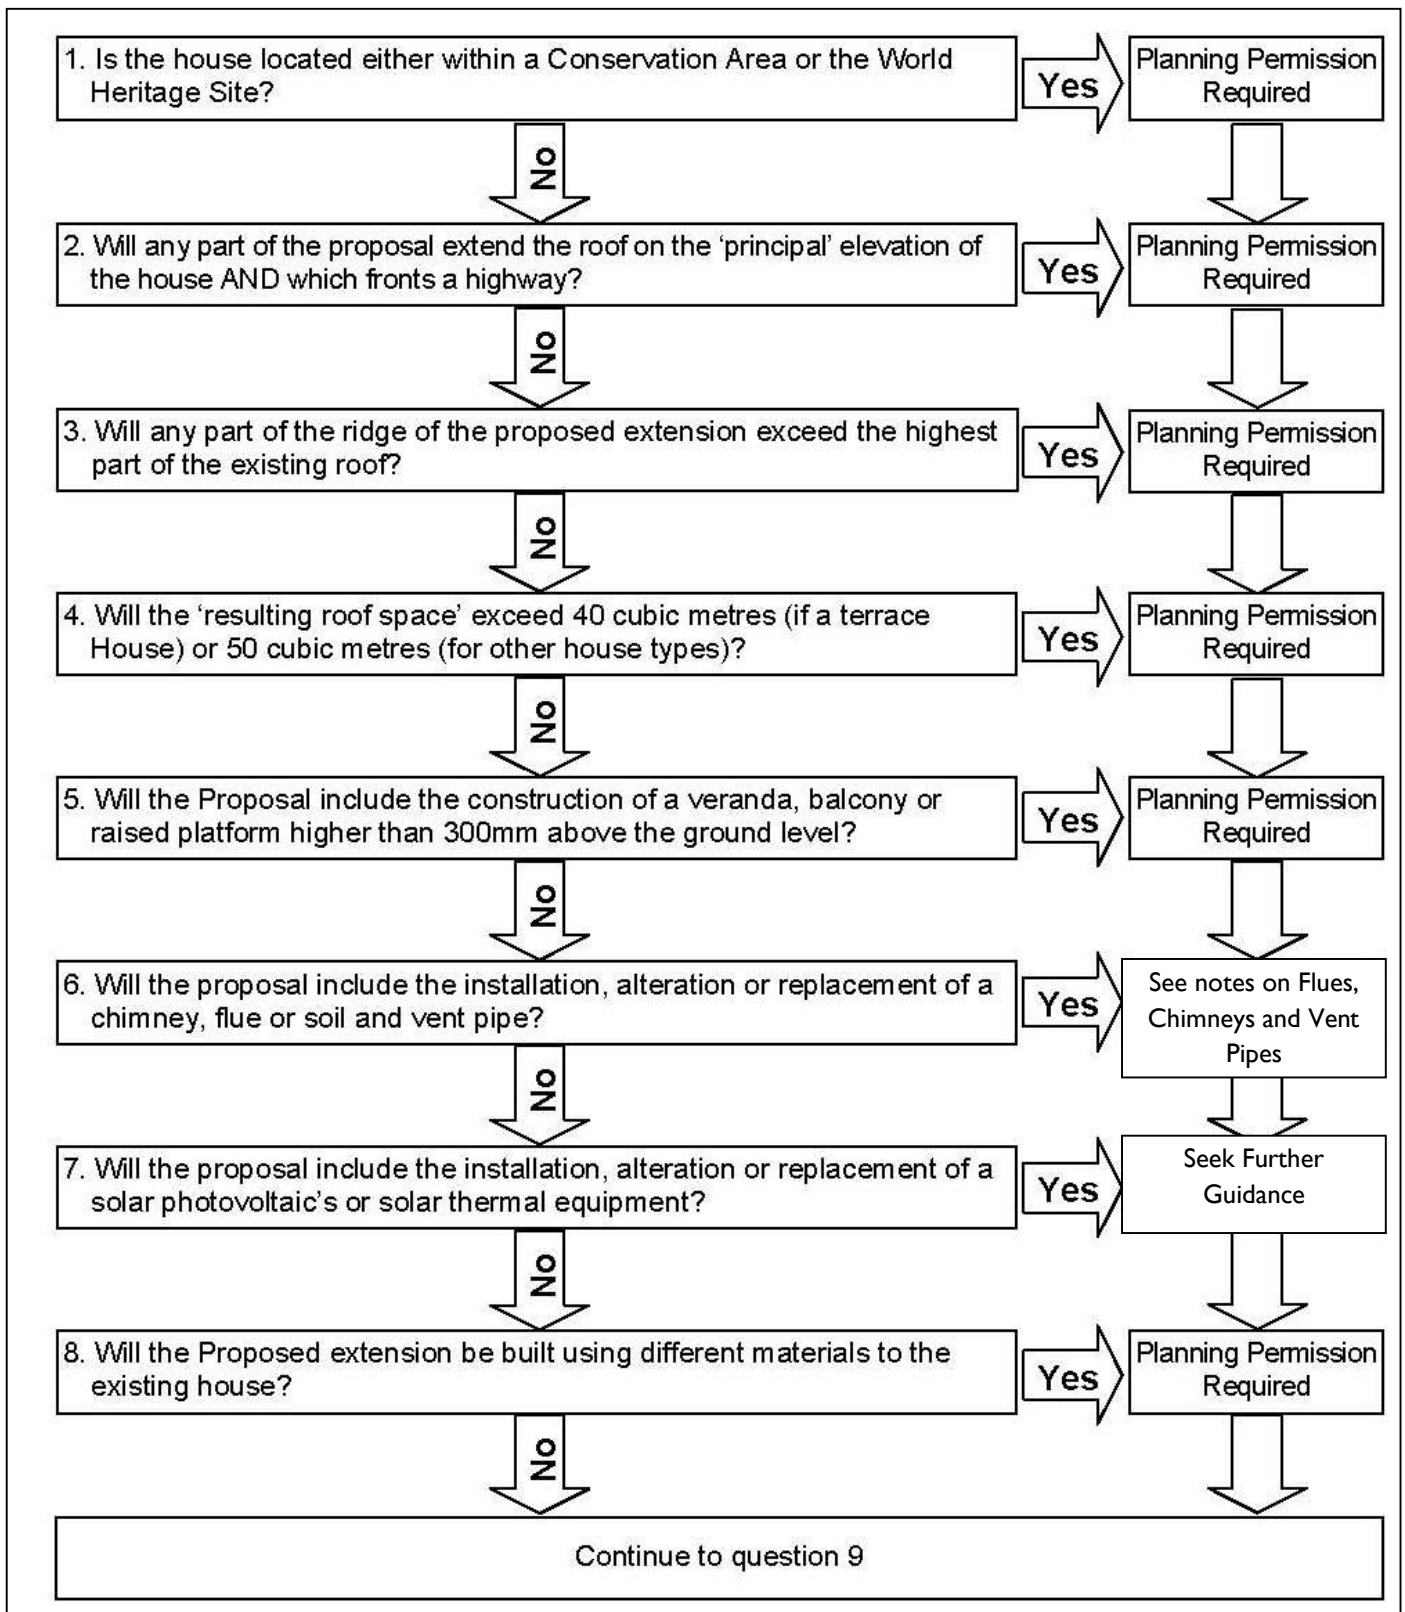 1. Is the house located either within a Conservation Area or the World
Heritage Site?
Yes
Planning Permission
Required
No
2. Will any part of the proposal extend the roof on the ‘principal’ elevation of
the house AND which fronts a highway?
Yes
Planning Permission
Required
No
3. Will any part of the ridge of the proposed extension exceed the highest
part of the existing roof?
Yes
Planning Permission
Required
No
4. Will the ‘resulting roof space’ exceed 40 cubic metres (if a terrace
House) or 50 cubic metres (for other house types)?
Yes
Planning Permission
Required
No
5. Will the Proposal include the construction of a veranda, balcony or
raised platform higher than 300mm above the ground level?
Yes
Planning Permission
Required
No
6. Will the proposal include the installation, alteration or replacement of a
chimney, flue or soil and vent pipe?
Yes
See notes on Flues,
Chimneys and Vent
Pipes
No
7. Will the proposal include the installation, alteration or replacement of a
solar photovoltaic’s or solar thermal equipment?
Yes
Seek Further
Guidance
No
8. Will the Proposed extension be built using different materials to the
existing house?
Yes
Planning Permission
Required
No
Continue to question 9